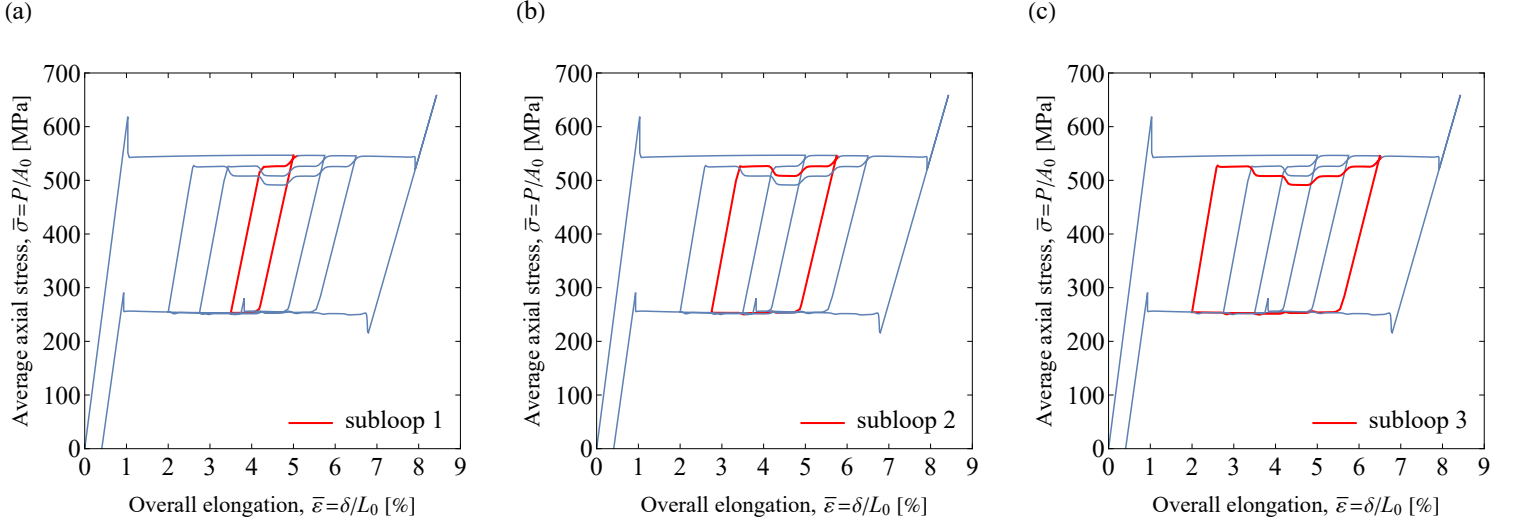 (a)
(b)
(c)
Average axial stress, σ̅=P/A₀ [MPa]
700
600
500
400
300
200
100
0
subloop 1
0 1 2 3 4 5 6 7 8 9
Overall elongation, ε̅=δ/L₀ [%]
Average axial stress, σ̅=P/A₀ [MPa]
700
600
500
400
300
200
100
0
subloop 2
0 1 2 3 4 5 6 7 8 9
Overall elongation, ε̅=δ/L₀ [%]
Average axial stress, σ̅=P/A₀ [MPa]
700
600
500
400
300
200
100
0
subloop 3
0 1 2 3 4 5 6 7 8 9
Overall elongation, ε̅=δ/L₀ [%]